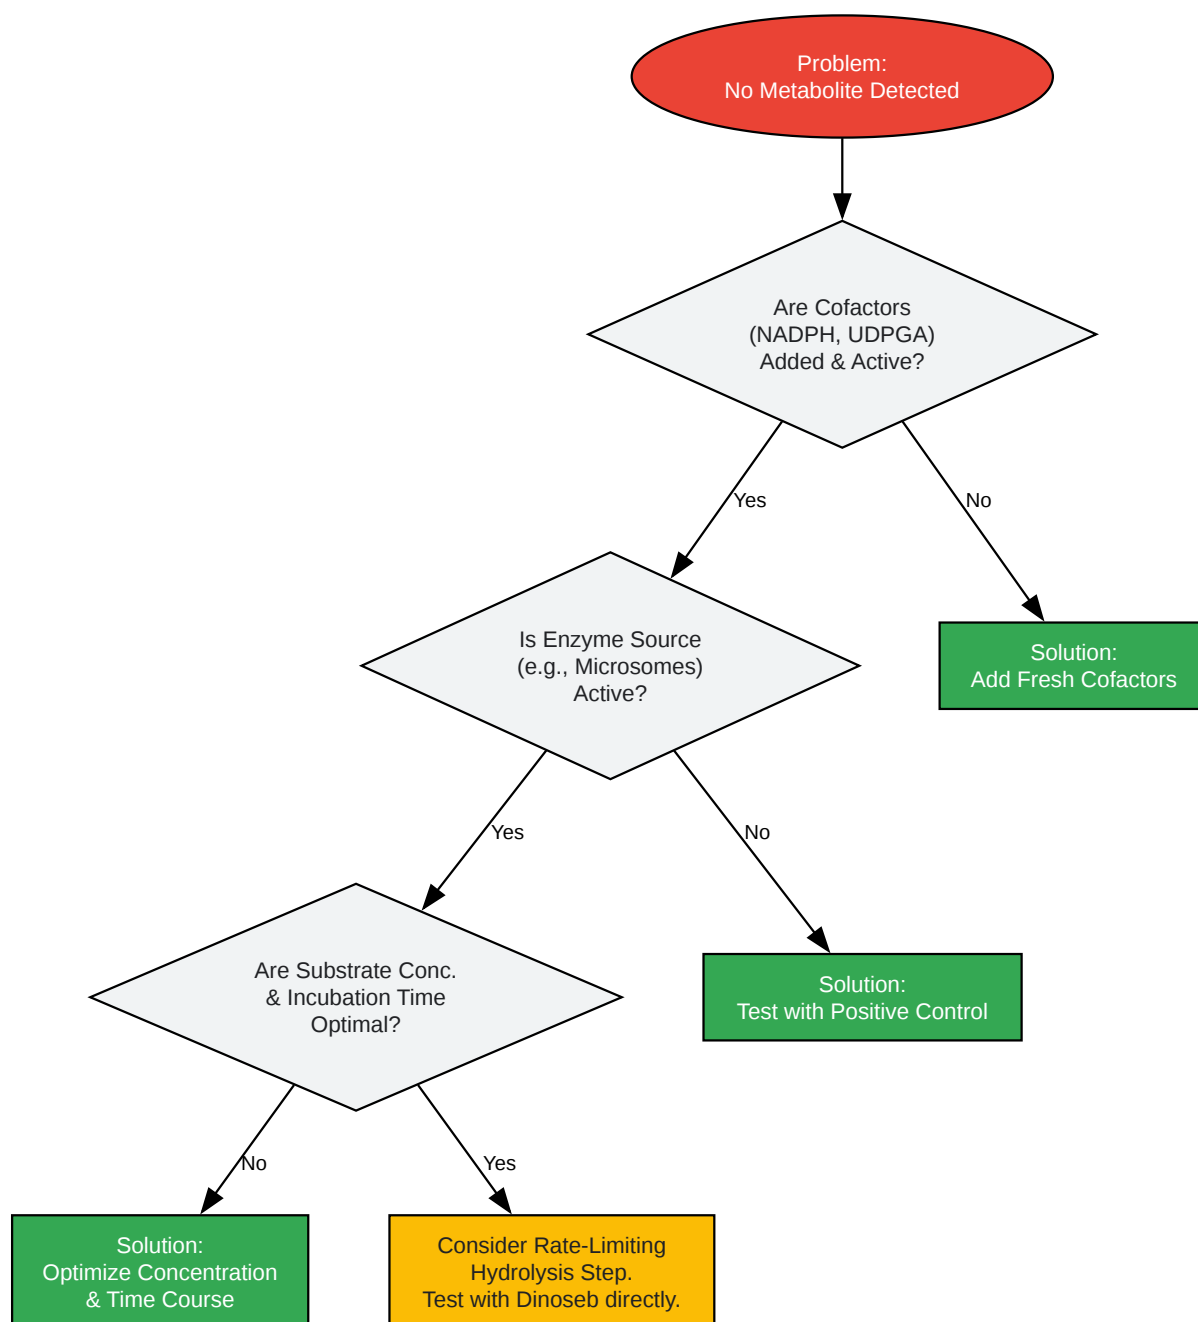 Problem:
No Metabolite Detected
Are Cofactors
(NADPH, UDPGA)
Added & Active?
Yes
No
Is Enzyme Source
(e.g., Microsomes)
Active?
Solution:
Add Fresh Cofactors
Yes
No
Are Substrate Conc.
& Incubation Time
Optimal?
Solution:
Test with Positive Control
No
Yes
Solution:
Optimize Concentration
& Time Course
Consider Rate-Limiting
Hydrolysis Step.
Test with Dinoseb directly.